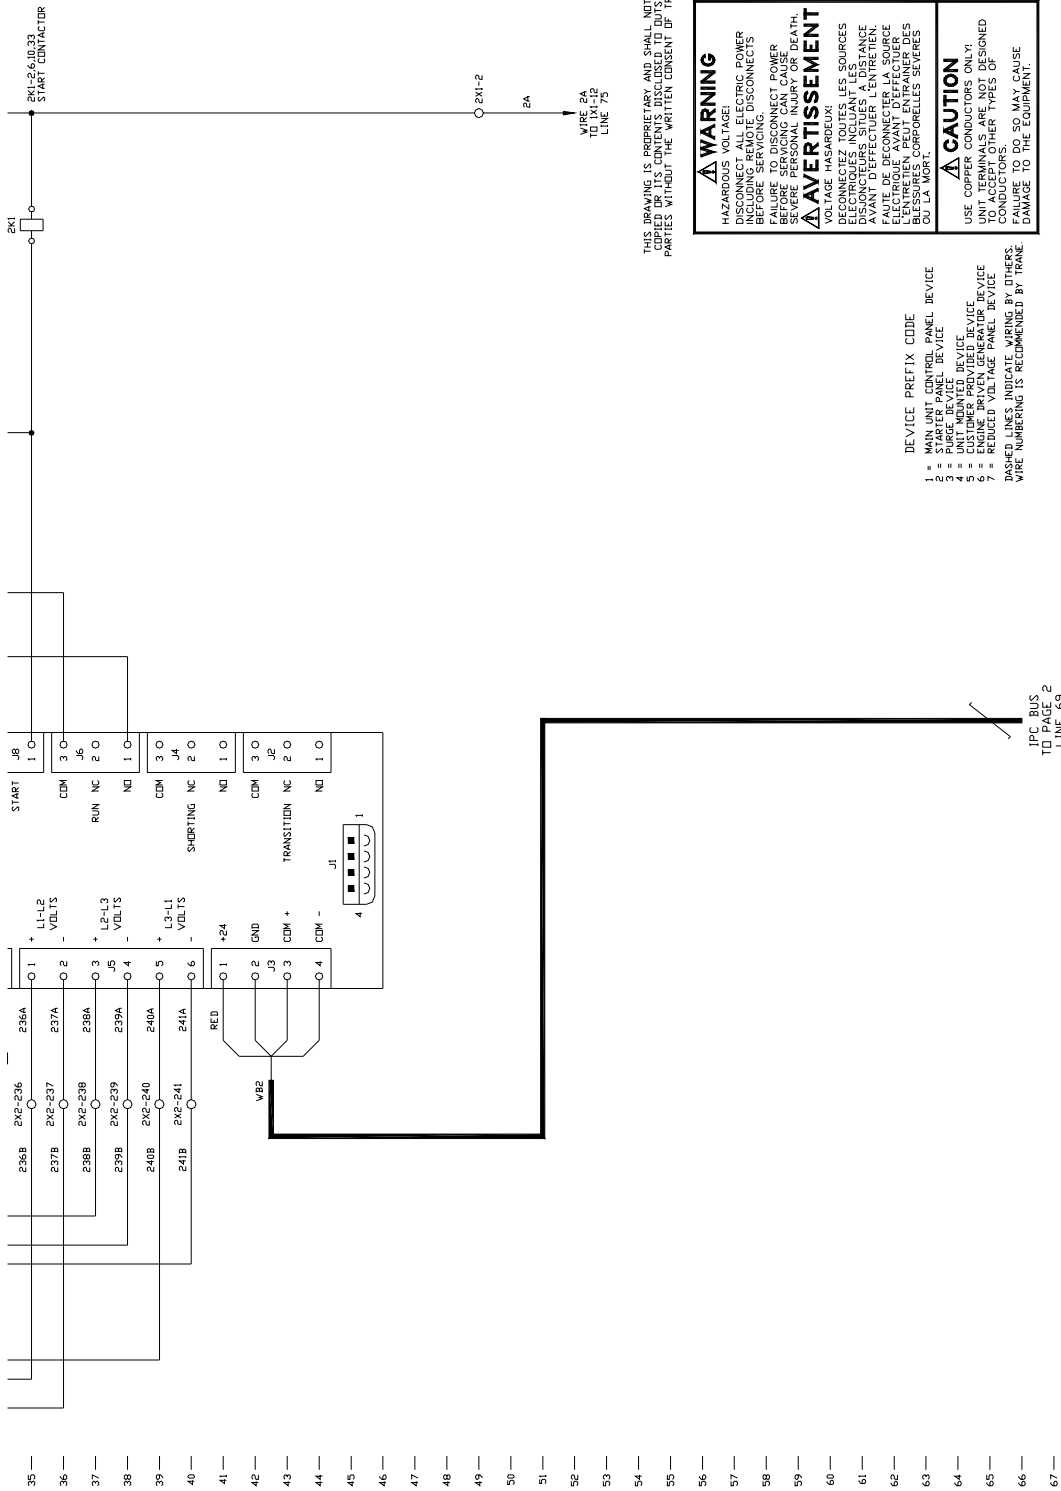 35
36
37
38
39
40
41
42
43
44
45
46
47
48
49
50
51
52
53
54
55
56
57
58
59
60
61
62
63
64
65
66
67
236B
2X2-236
236A
237B
2X2-237
237A
238B
2X2-238
238A
239B
2X2-239
239A
240B
2X2-240
240A
241B
2X2-241
241A
WB2
RED
1 +
L1-L2
VOLTS
2 -
3 +
L2-L3
VOLTS
J5
4 -
5 +
L3-L1
VOLTS
6 -
1 +24
2 GND
J3
3 COM +
4 COM -
J1
4
1
START
J8
1
COM 3
J6
RUN NC 2
NO 1
COM 3
J4
SHORTING NC 2
NO 1
COM 3
J2
TRANSITION NC 2
NO 1
2K1
2K1-2,6,10,33
START CONTACTOR
2X1-2
2A
WIRE 2A
TO 1X1-12
LINE 75
IPC BUS
TO PAGE 2
LINE 69
THIS DRAWING IS PROPRIETARY AND SHALL NOT
COPIED OR ITS CONTENTS DISCLOSED TO OUTS
PARTIES WITHOUT THE WRITTEN CONSENT OF TR
WARNING
HAZARDOUS VOLTAGE!
DISCONNECT ALL ELECTRIC POWER
INCLUDING REMOTE DISCONNECTS
BEFORE SERVICING.
FAILURE TO DISCONNECT POWER
BEFORE SERVICING CAN CAUSE
SEVERE PERSONAL INJURY OR DEATH.
AVERTISSEMENT
VOLTAGE HASARDEUX!
DECONNECTEZ TOUTES LES SOURCES
ELECTRIQUES INCLUANT LES
DISJONCTEURS SITUES A DISTANCE
AVANT D'EFFECTUER L'ENTRETIEN.
FAUTE DE DECONNECTER LA SOURCE
ELECTRIQUE AVANT D'EFFECTUER
L'ENTRETIEN PEUT ENTRAINER DES
BLESSURES CORPORELLES SEVERES
OU LA MORT.
CAUTION
USE COPPER CONDUCTORS ONLY!
UNIT TERMINALS ARE NOT DESIGNED
TO ACCEPT OTHER TYPES OF
CONDUCTORS.
FAILURE TO DO SO MAY CAUSE
DAMAGE TO THE EQUIPMENT.
DEVICE PREFIX CODE
1 = MAIN UNIT CONTROL PANEL DEVICE
2 = STARTER PANEL DEVICE
3 = PURGE DEVICE
4 = UNIT MOUNTED DEVICE
5 = CUSTOMER PROVIDED DEVICE
6 = ENGINE DRIVEN GENERATOR DEVICE
7 = REDUCED VOLTAGE PANEL DEVICE
DASHED LINES INDICATE WIRING BY OTHERS.
WIRE NUMBERING IS RECOMMENDED BY TRANE.